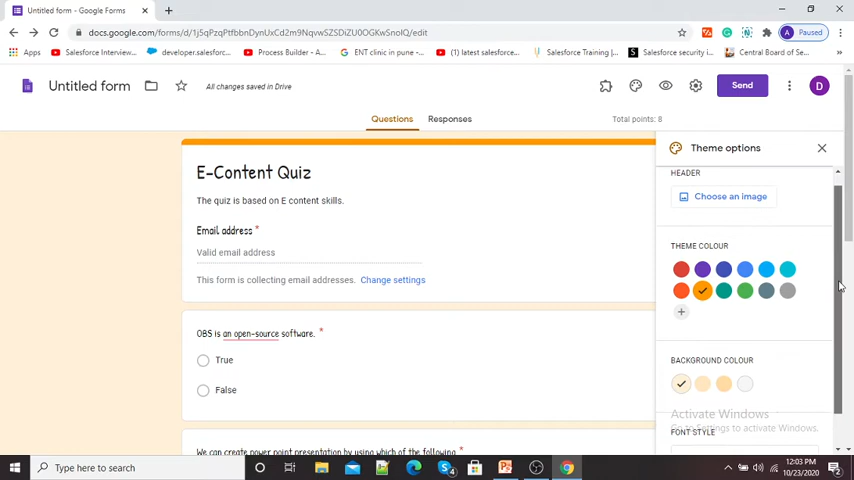 Untitled form
Paused
docs.google.com/forms/d/1j5qPzqPtfbbnDynUxCd2m9NqvwSZSDiZU0OGKwSnoIQ/edit
Apps
Salesforce Interview...
developer.salesforc...
Process Builder - A...
ENT clinic in pune -...
(1) latest salesforce...
Salesforce Training |...
Salesforce security i...
Central Board of Se...
Untitled form
All changes saved in Drive
Send
D
Questions
Responses
Total points: 8
Theme options
HEADER
Choose an image
THEME COLOUR
BACKGROUND COLOUR
FONT STYLE
E-Content Quiz
The quiz is based on E content skills.
Email address *
Valid email address
This form is collecting email addresses. Change settings
OBS is an open-source software. *
True
False
We can create power point presentation by using which of the following. *
Activate Windows
Go to Settings to activate Windows.
Type here to search
12:03 PM
10/23/2020